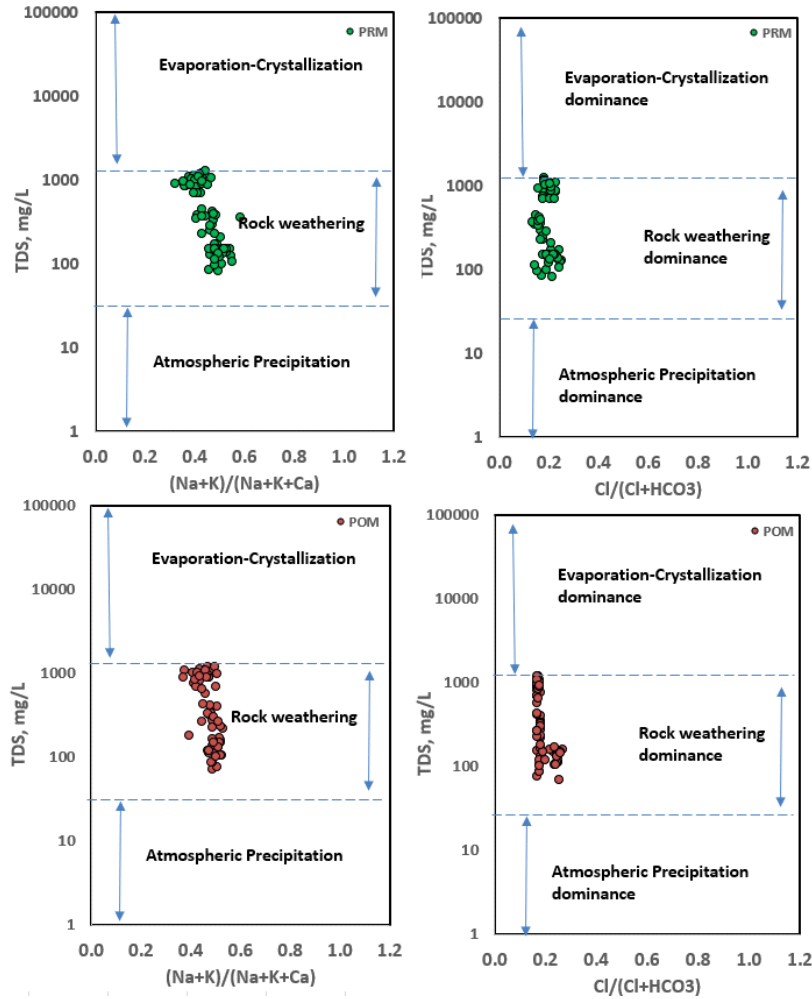 100000
PRM
Evaporation-Crystallization
10000
1000
TDS, mg/L
Rock weathering
100
10
Atmospheric Precipitation
1
0.0 0.2 0.4 0.6 0.8 1.0 1.2
(Na+K)/(Na+K+Ca)
100000
PRM
Evaporation-Crystallization
dominance
10000
1000
TDS, mg/L
Rock weathering
dominance
100
10
Atmospheric Precipitation
dominance
1
0.0 0.2 0.4 0.6 0.8 1.0 1.2
Cl/(Cl+HCO3)
100000
POM
Evaporation-Crystallization
10000
1000
TDS, mg/L
Rock weathering
100
10
Atmospheric Precipitation
1
0.0 0.2 0.4 0.6 0.8 1.0 1.2
(Na+K)/(Na+K+Ca)
100000
POM
Evaporation-Crystallization
dominance
10000
1000
TDS, mg/L
Rock weathering
dominance
100
10
Atmospheric Precipitation
dominance
1
0.0 0.2 0.4 0.6 0.8 1.0 1.2
Cl/(Cl+HCO3)